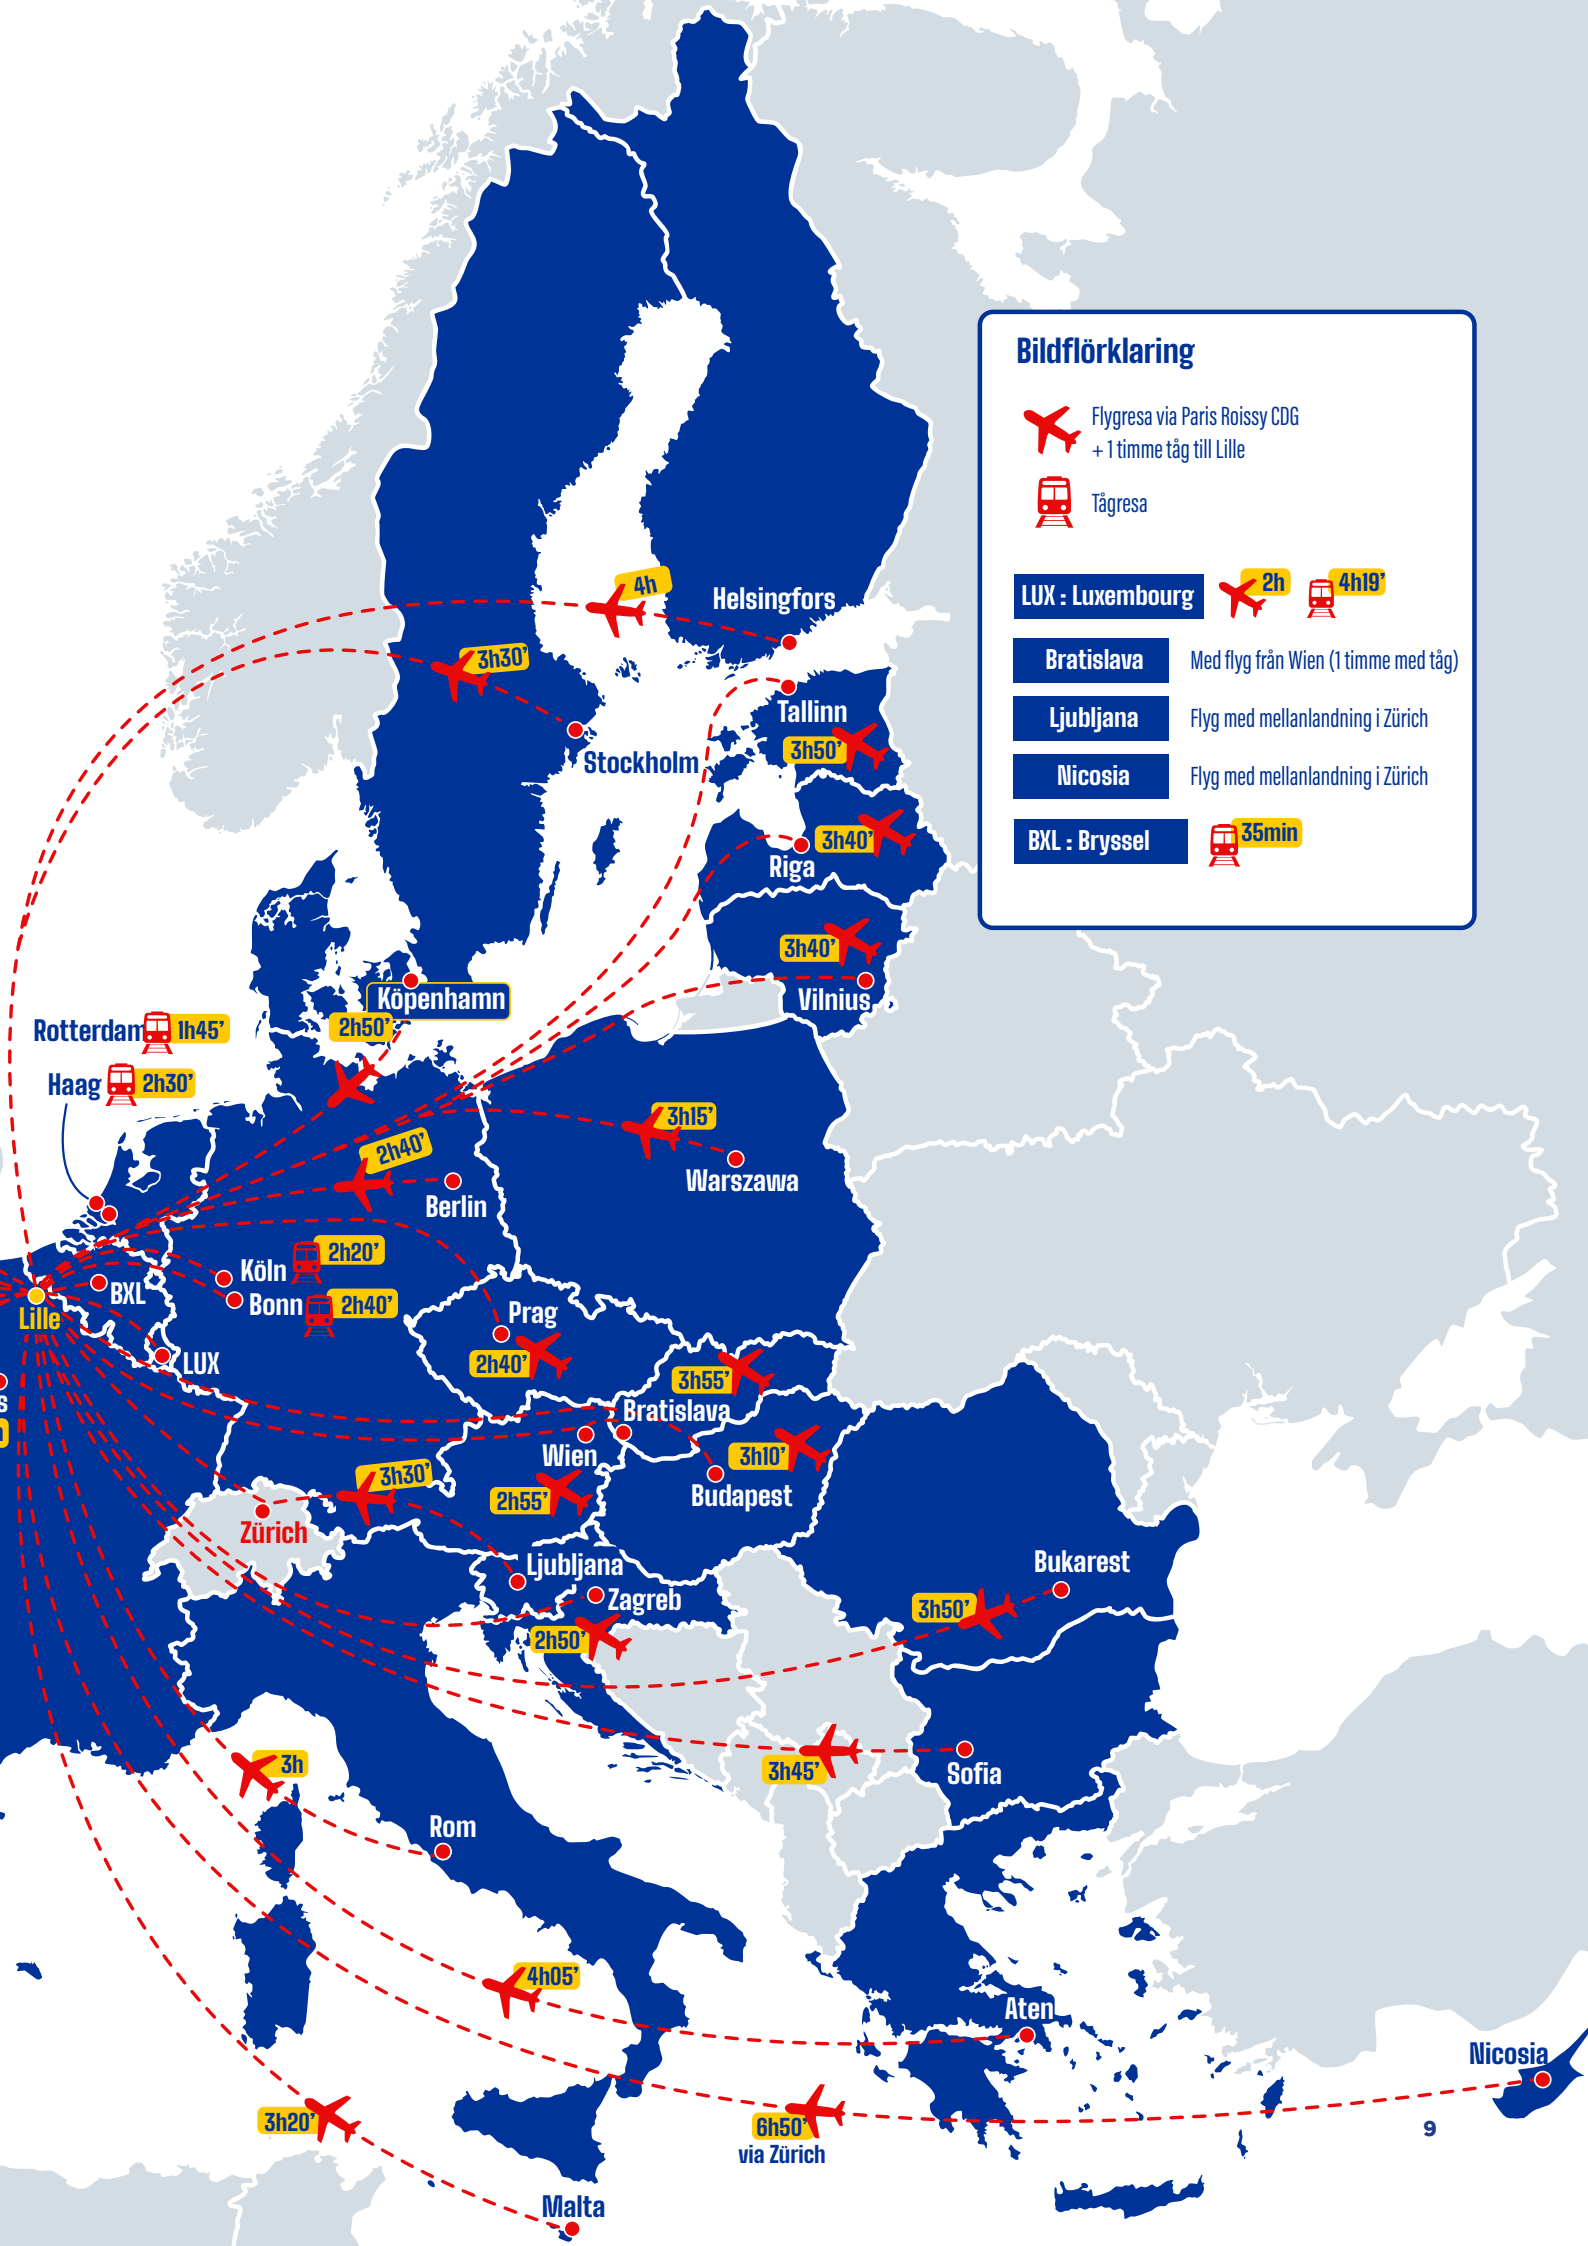 Bildflörklaring
Flygresa via Paris Roissy CDG
+ 1 timme tåg till Lille
Tågresa
LUX : Luxembourg
2h
4h19’
Bratislava
Med flyg från Wien (1 timme med tåg)
Ljubljana
Flyg med mellanlandning i Zürich
Nicosia
Flyg med mellanlandning i Zürich
BXL : Bryssel
35min
4h
Helsingfors
3h30’
Stockholm
Tallinn
3h50’
3h40’
Riga
3h40’
Vilnius
Köpenhamn
2h50’
Rotterdam
1h45’
Haag
2h30’
3h15’
Warszawa
2h40’
Berlin
Köln
2h20’
Bonn
2h40’
BXL
Lille
LUX
s
Prag
2h40’
3h55’
Bratislava
Wien
2h55’
3h10’
Budapest
3h30’
Zürich
Ljubljana
Zagreb
2h50’
Bukarest
3h50’
3h45’
Sofia
3h
Rom
4h05’
Aten
Nicosia
6h50’
via Zürich
3h20’
Malta
9